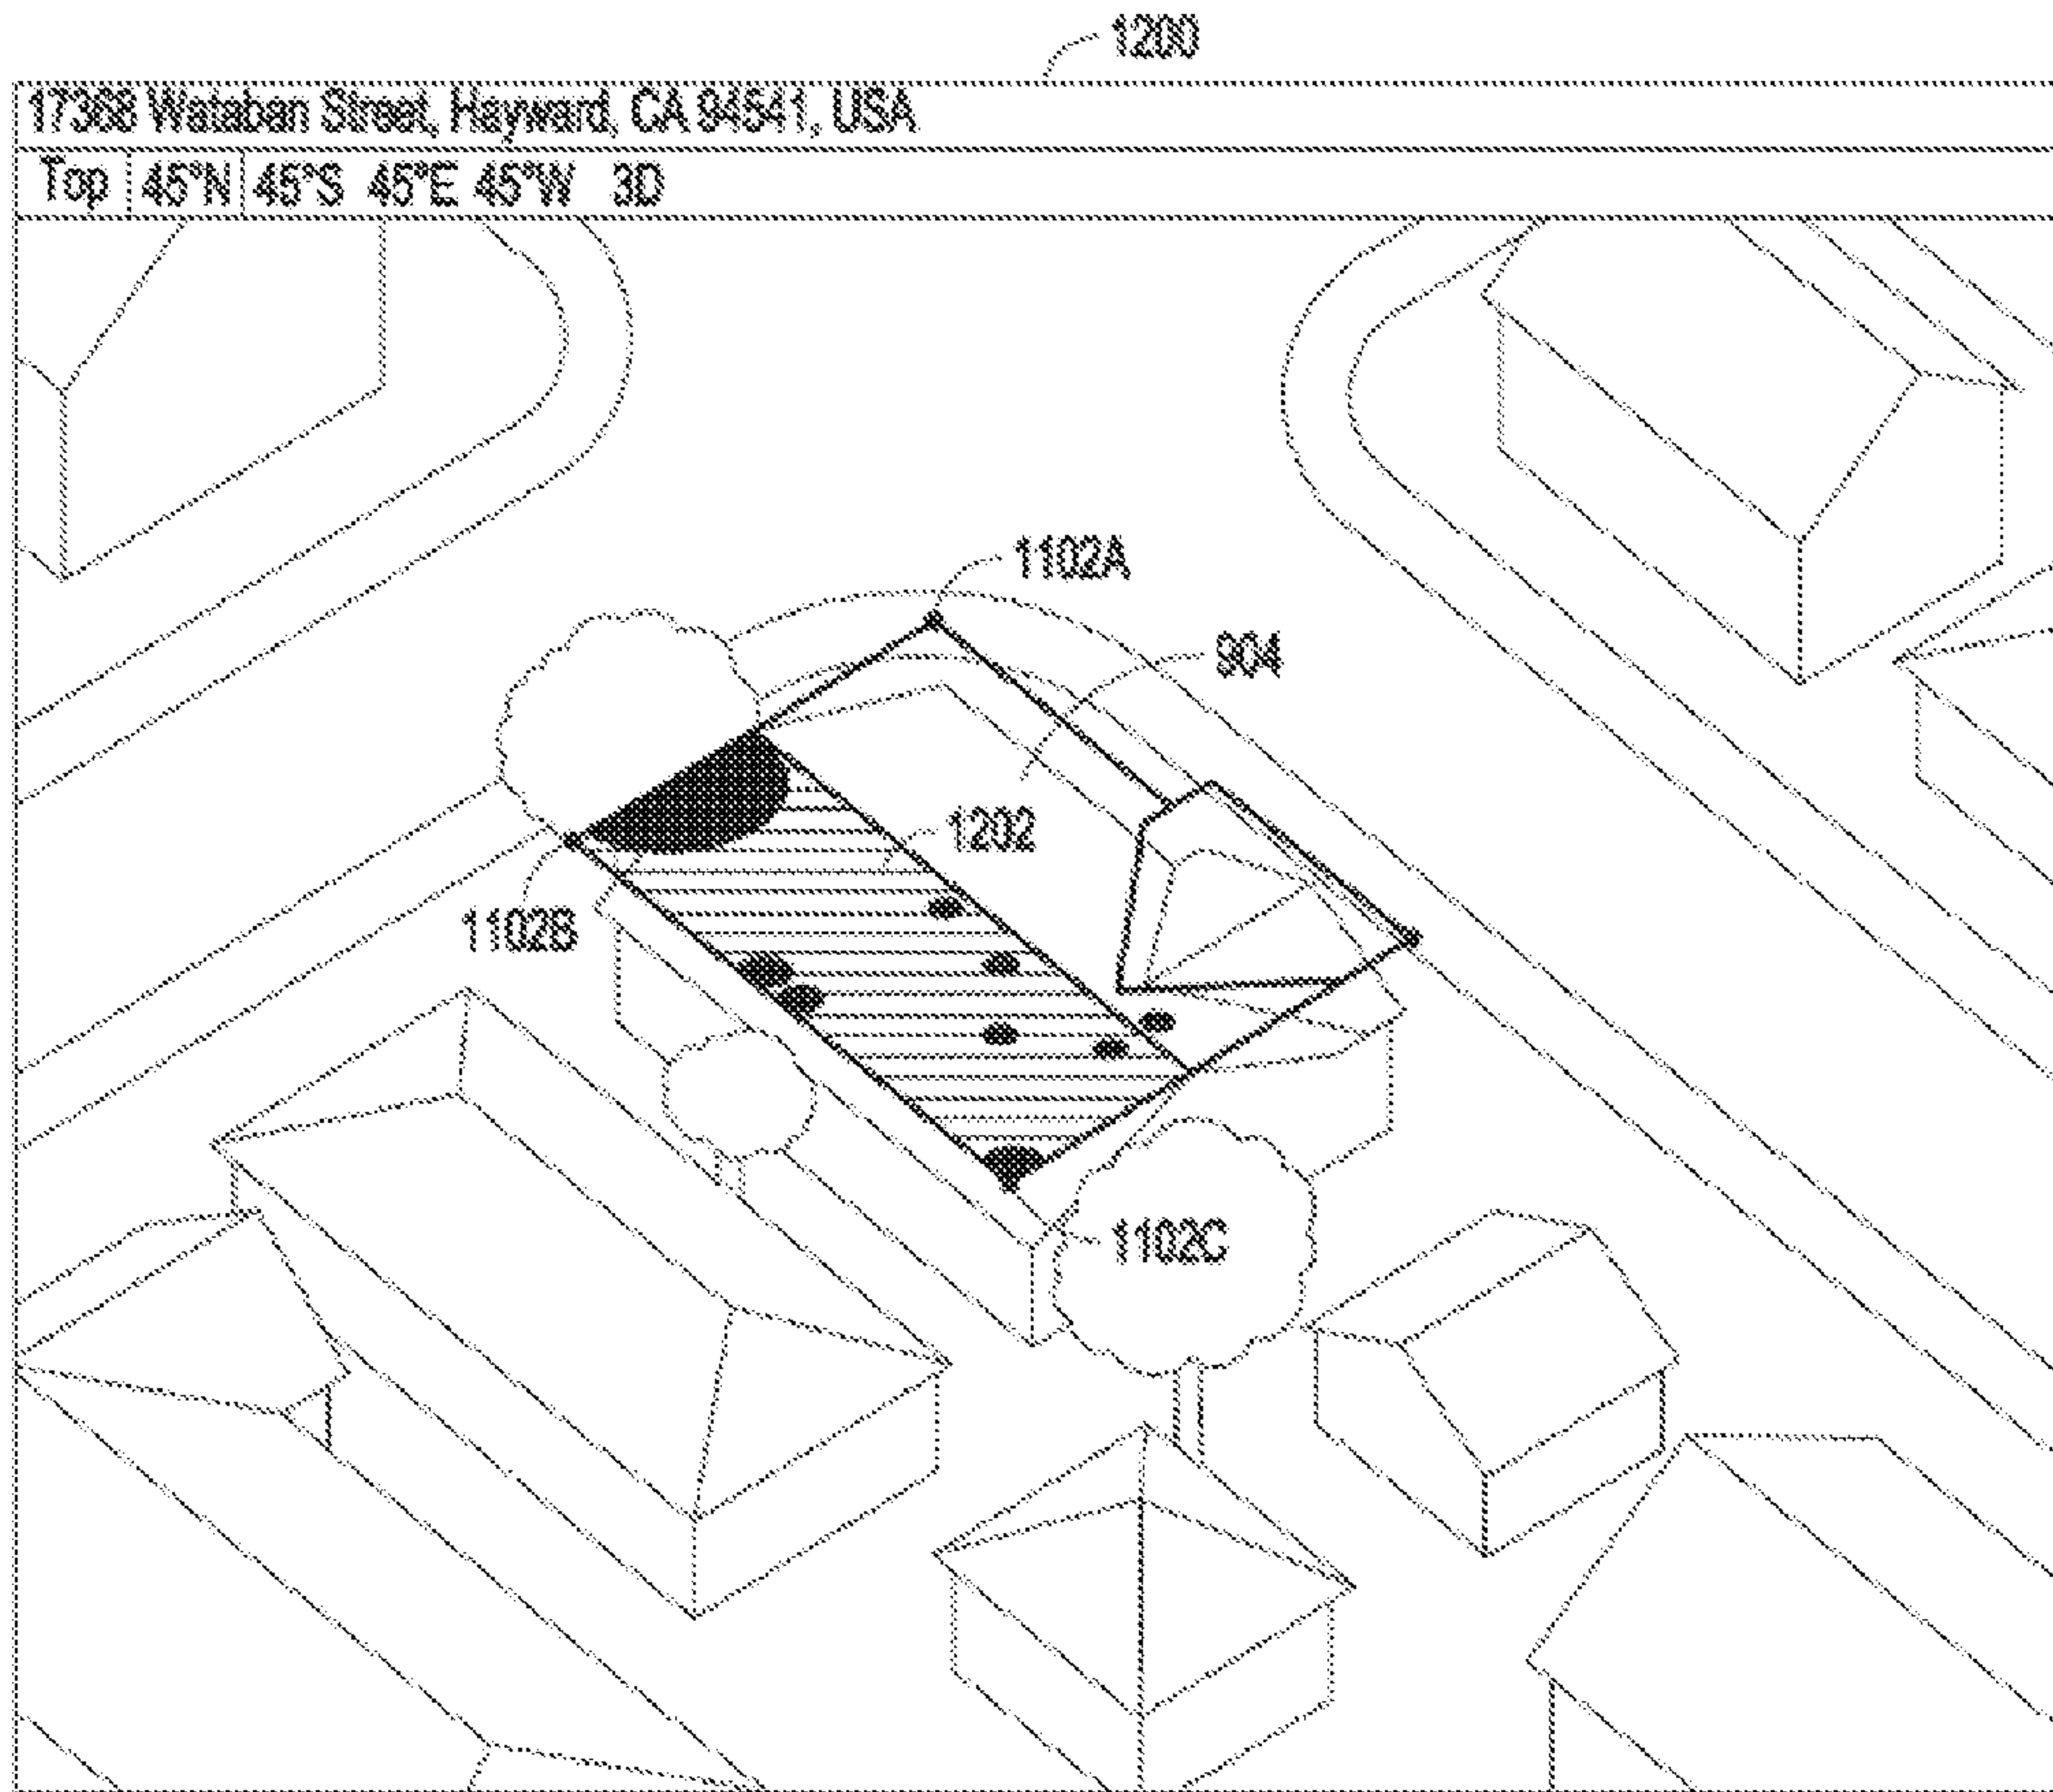 1200
17368 Wataban Street, Hayward, CA 94541, USA
Top 45°N 45°S 45°E 45°W 3D
1102A
904
1202
1102B
1102C